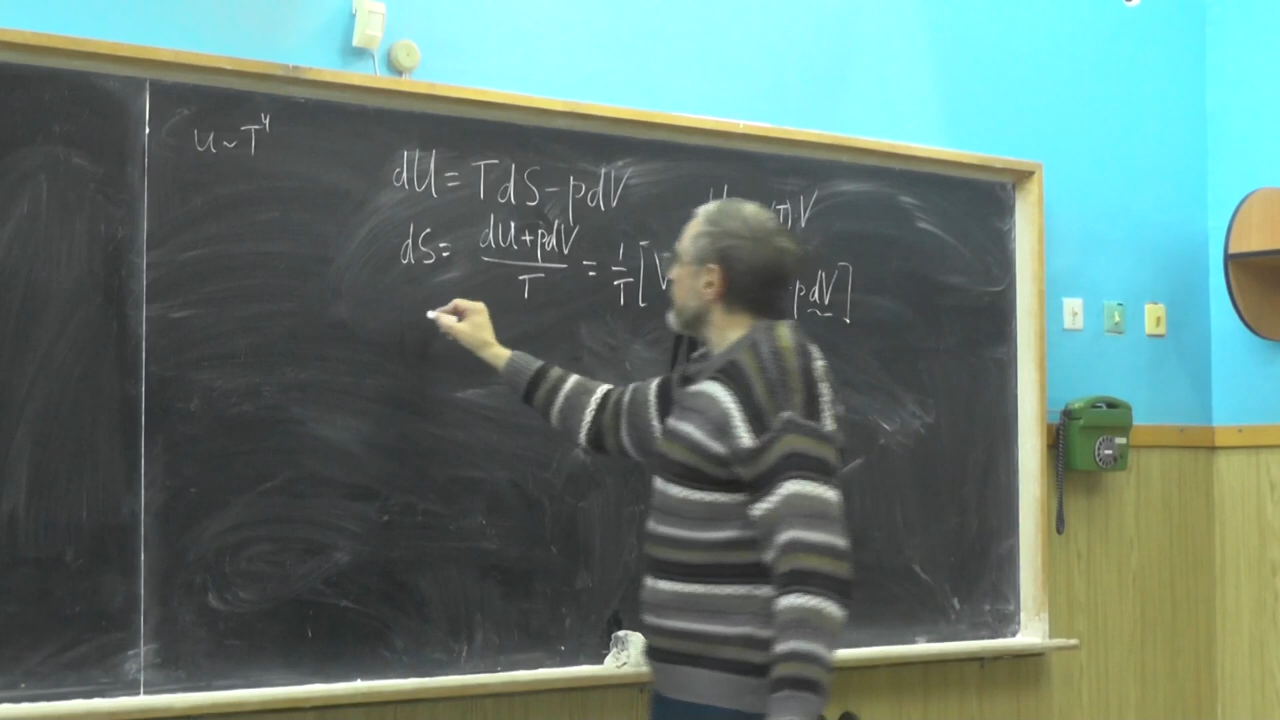 u ~ T⁴
dU = TdS - pdV
(T) V
dS = (dU + pdV)/T = 1/T [V pdV]